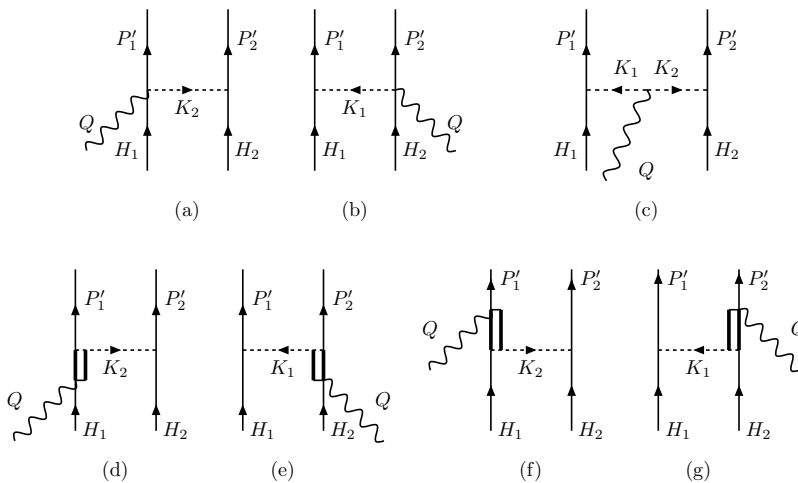 P′₁ P′₂ P′₁ P′₂ P′₁ P′₂
K₁ K₂
K₂ K₁
Q Q
H₁ H₂ H₁ H₂ H₁ H₂
Q
(a) (b) (c)
P′₁ P′₂ P′₁ P′₂ P′₁ P′₂ P′₁ P′₂
Q Q
K₂ K₁ K₂ K₁
Q Q
H₁ H₂ H₁ H₂ H₁ H₂ H₁ H₂
(d) (e) (f) (g)